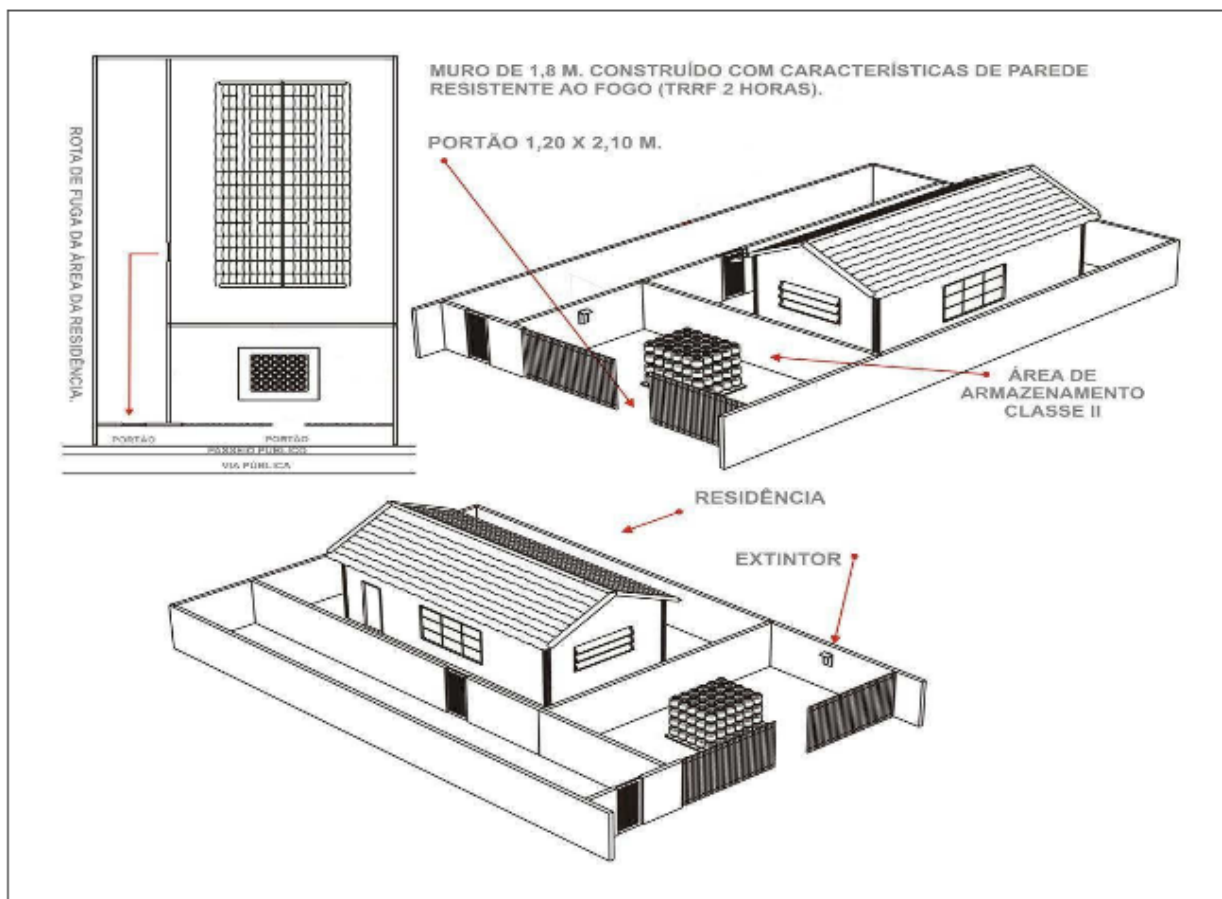 MURO DE 1,8 M. CONSTRUÍDO COM CARACTERÍSTICAS DE PAREDE
RESISTENTE AO FOGO (TRRF 2 HORAS).
PORTÃO 1,20 X 2,10 M.
ROTA DE FUGA DA ÁREA DA RESIDÊNCIA.
PORTÃO PORTÃO
PASSEIO PÚBLICO
VIA PÚBLICA
ÁREA DE
ARMAZENAMENTO
CLASSE II
RESIDÊNCIA
EXTINTOR